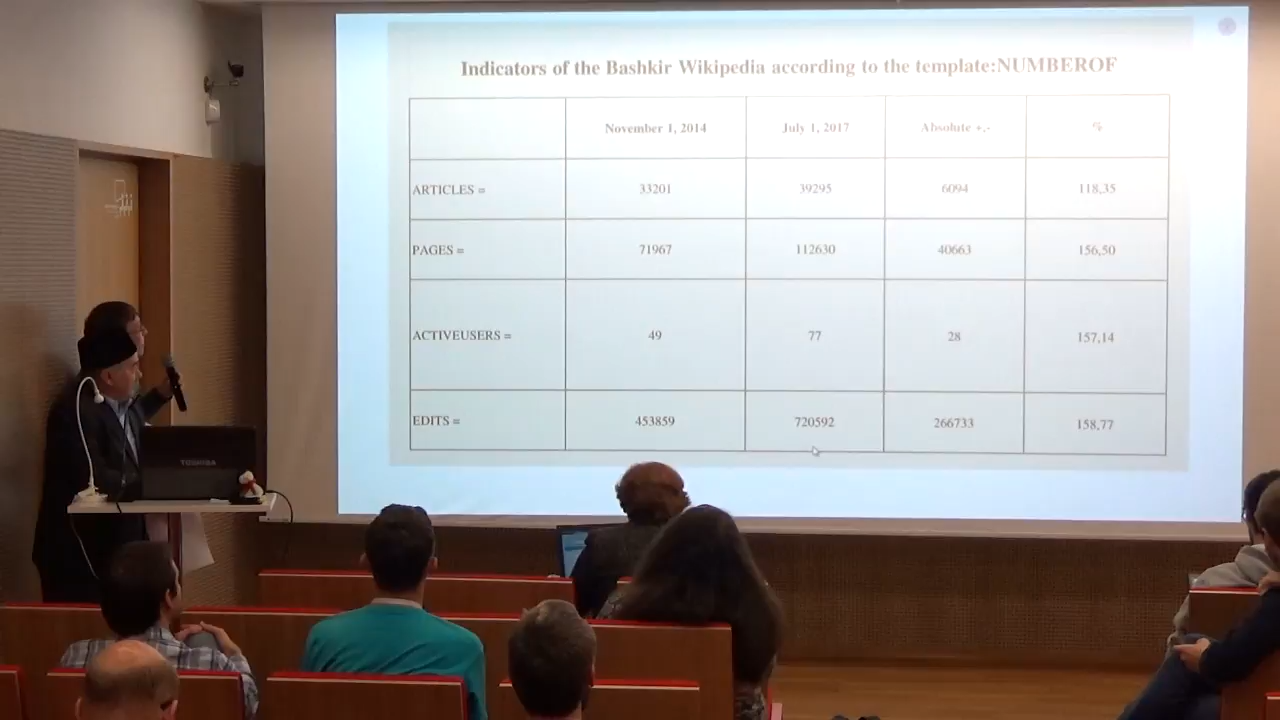 Indicators of the Bashkir Wikipedia according to the template:NUMBEROF
November 1, 2014 July 1, 2017 Absolute +,- %
ARTICLES = 33201 39295 6094 118,35
PAGES = 71967 112630 40663 156,50
ACTIVEUSERS = 49 77 28 157,14
EDITS = 453859 720592 266733 158,77
TOSHIBA